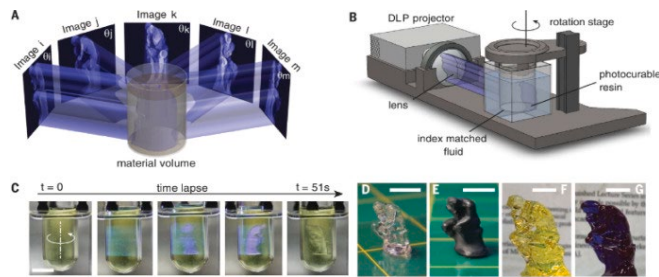 A
Image i
Image j
Image k
Image l
Image m
θi
θj
θk
θl
θm
material volume
B
DLP projector
rotation stage
photocurable
resin
lens
index matched
fluid
C
t = 0
time lapse
t = 51s
D
E
F
G